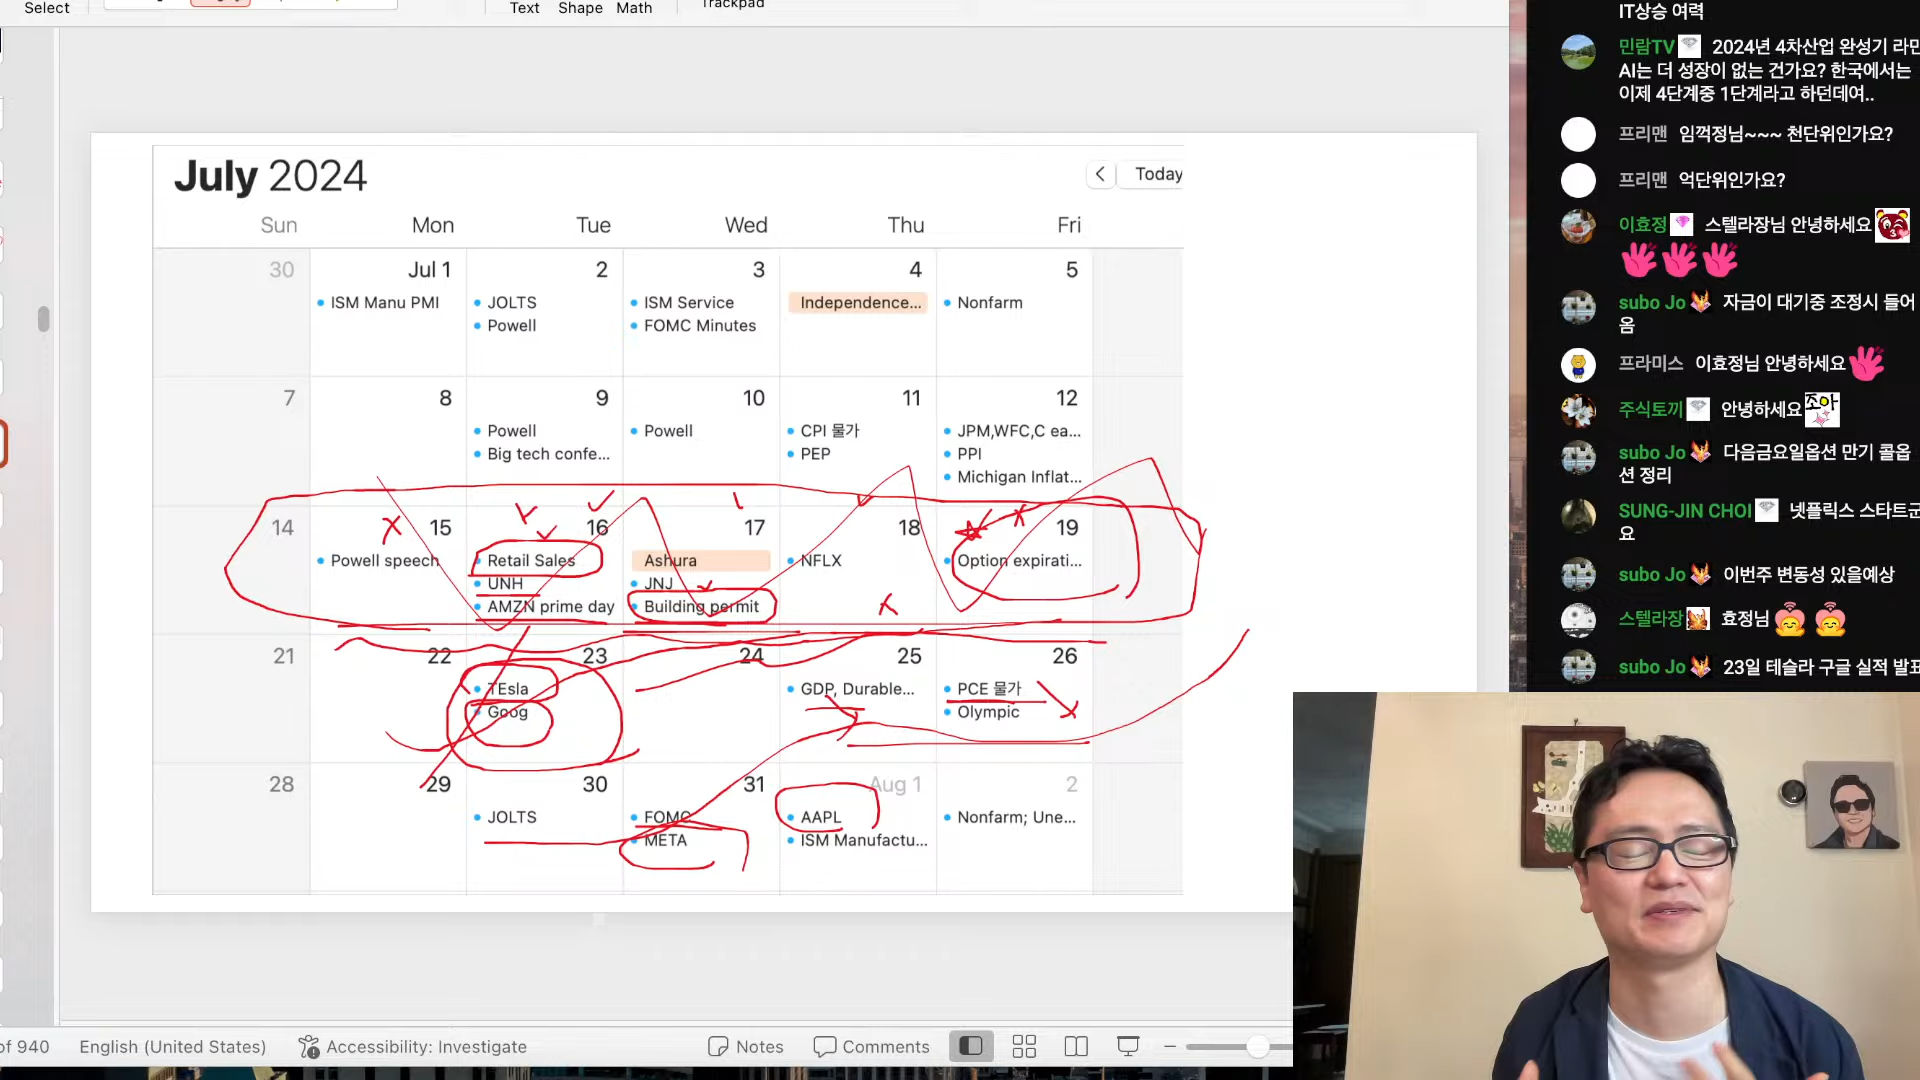 Select
Text Shape Math
Trackpad
July 2024
Today
Sun Mon Tue Wed Thu Fri
30 Jul 1 2 3 4 5
ISM Manu PMI
JOLTS
Powell
ISM Service
FOMC Minutes
Independence...
Nonfarm
7 8 9 10 11 12
Powell
Big tech confe...
Powell
CPI 물가
PEP
JPM,WFC,C ea...
PPI
Michigan Inflat...
14 15 16 17 18 19
Powell speech
Retail Sales
UNH
AMZN prime day
Ashura
JNJ
Building permit
NFLX
Option expirati...
21 22 23 24 25 26
TEsla
Goog
GDP, Durable...
PCE 물가
Olympic
28 29 30 31 Aug 1 2
JOLTS
FOMC
META
AAPL
ISM Manufactu...
Nonfarm; Une...
of 940 English (United States) Accessibility: Investigate Notes Comments
IT상승 여력
민람TV 2024년 4차산업 완성기 라면
AI는 더 성장이 없는 건가요? 한국에서는
이제 4단계중 1단계라고 하던데여..
프리맨 임꺽정님~~~ 천단위인가요?
프리맨 억단위인가요?
이효정 스텔라장님 안녕하세요
subo Jo 자금이 대기중 조정시 들어
옴
프라미스 이효정님 안녕하세요
주식토끼 안녕하세요 조아
subo Jo 다음금요일옵션 만기 콜옵
션 정리
SUNG-JIN CHOI 넷플릭스 스타트군
요
subo Jo 이번주 변동성 있을예상
스텔라장 효정님
subo Jo 23일 테슬라 구글 실적 발표